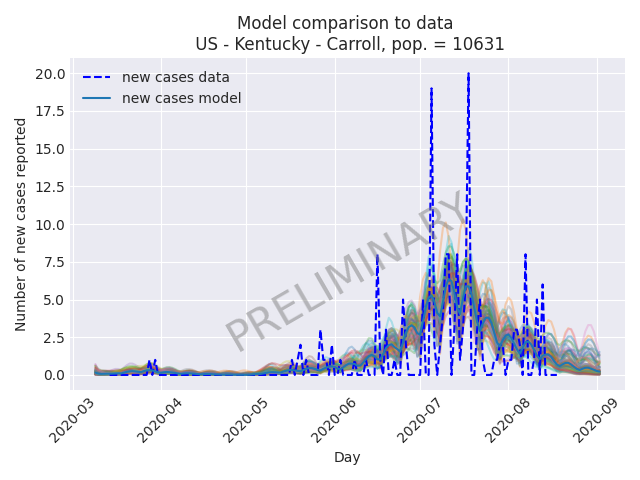 Model comparison to data
US - Kentucky - Carroll, pop. = 10631
new cases data
new cases model
Number of new cases reported
20.0
17.5
15.0
12.5
10.0
7.5
5.0
2.5
0.0
PRELIMINARY
2020-03
2020-04
2020-05
2020-06
2020-07
2020-08
2020-09
Day